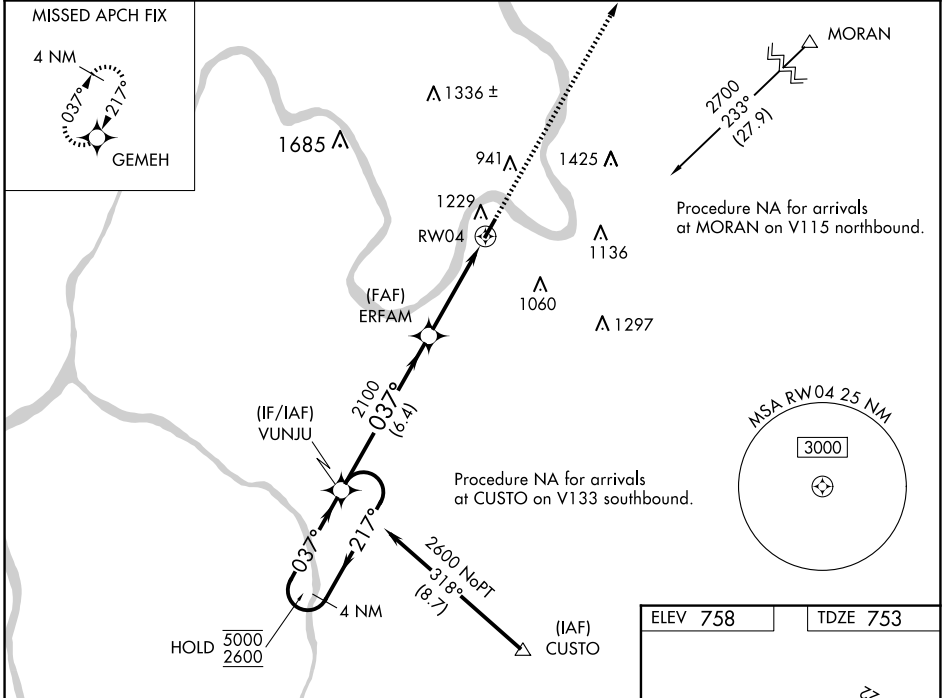 MISSED APCH FIX
4 NM
037°
217°
GEMEH
1336 ±
1685
941
1425
1229
RW04
1136
1060
1297
MORAN
2700
233°
(27.9)
Procedure NA for arrivals
at MORAN on V115 northbound.
(FAF)
ERFAM
2100
037°
(6.4)
(IF/IAF)
VUNJU
MSA RW04 25 NM
3000
Procedure NA for arrivals
at CUSTO on V133 southbound.
037°
217°
4 NM
HOLD 5000
2600
2600 NoPT
318°
(8.7)
(IAF)
CUSTO
ELEV 758
TDZE 753
22